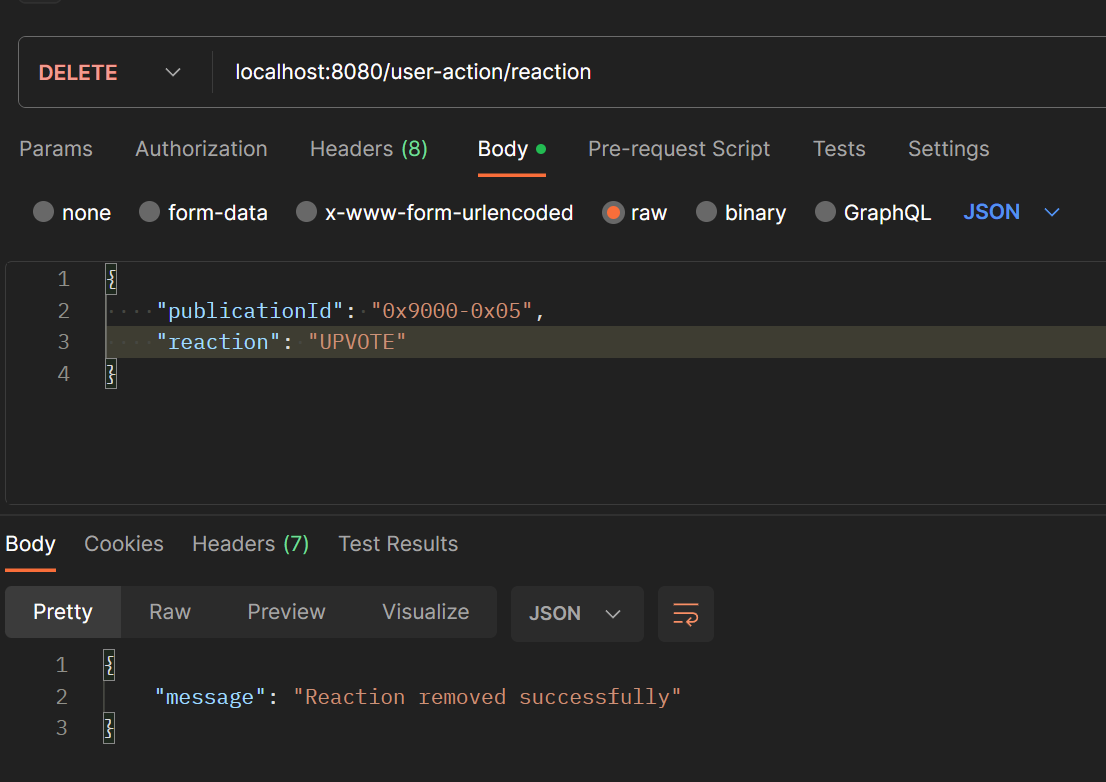 DELETE localhost:8080/user-action/reaction
Params Authorization Headers (8) Body Pre-request Script Tests Settings
none form-data x-www-form-urlencoded raw binary GraphQL JSON
1 {
2 ····"publicationId":·"0x9000-0x05",
3 ····"reaction":·"UPVOTE"
4 }
Body Cookies Headers (7) Test Results
Pretty Raw Preview Visualize JSON
1 {
2 "message": "Reaction removed successfully"
3 }